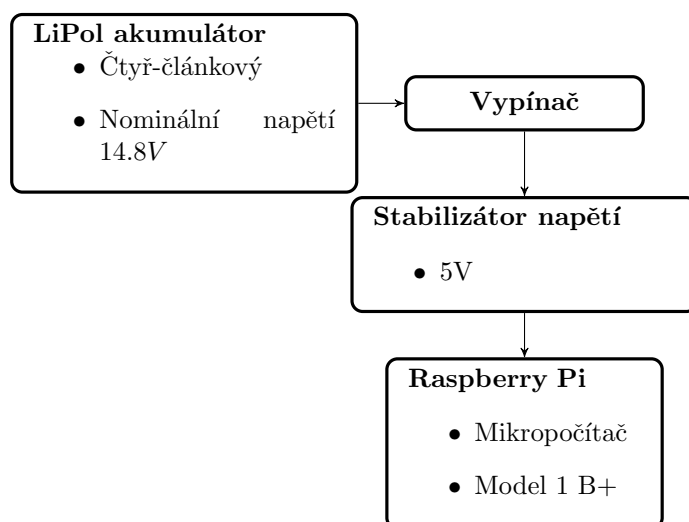 LiPol akumulátor
• Čtyř-článkový
• Nominální napětí
14.8V
Vypínač
Stabilizátor napětí
• 5V
Raspberry Pi
• Mikropočítač
• Model 1 B+